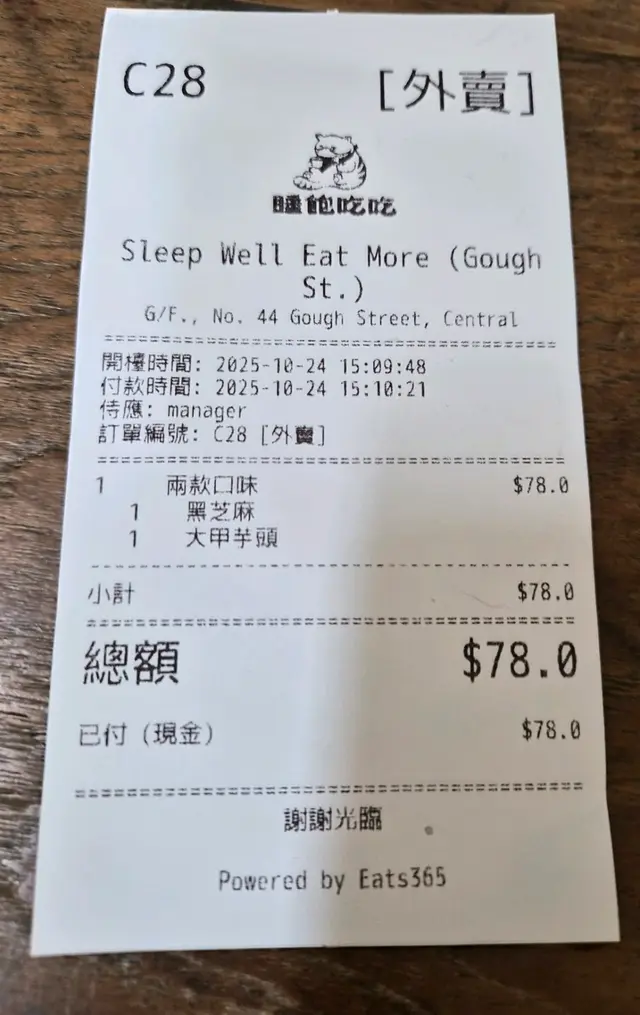 C28 [外賣]
睡飽吃吃
Sleep Well Eat More (Gough
St.)
G/F., No. 44 Gough Street, Central
開檯時間: 2025-10-24 15:09:48
付款時間: 2025-10-24 15:10:21
侍應: manager
訂單編號: C28 [外賣]
1 兩款口味 $78.0
1 黑芝麻
1 大甲芋頭
小計 $78.0
總額 $78.0
已付 (現金) $78.0
謝謝光臨
Powered by Eats365